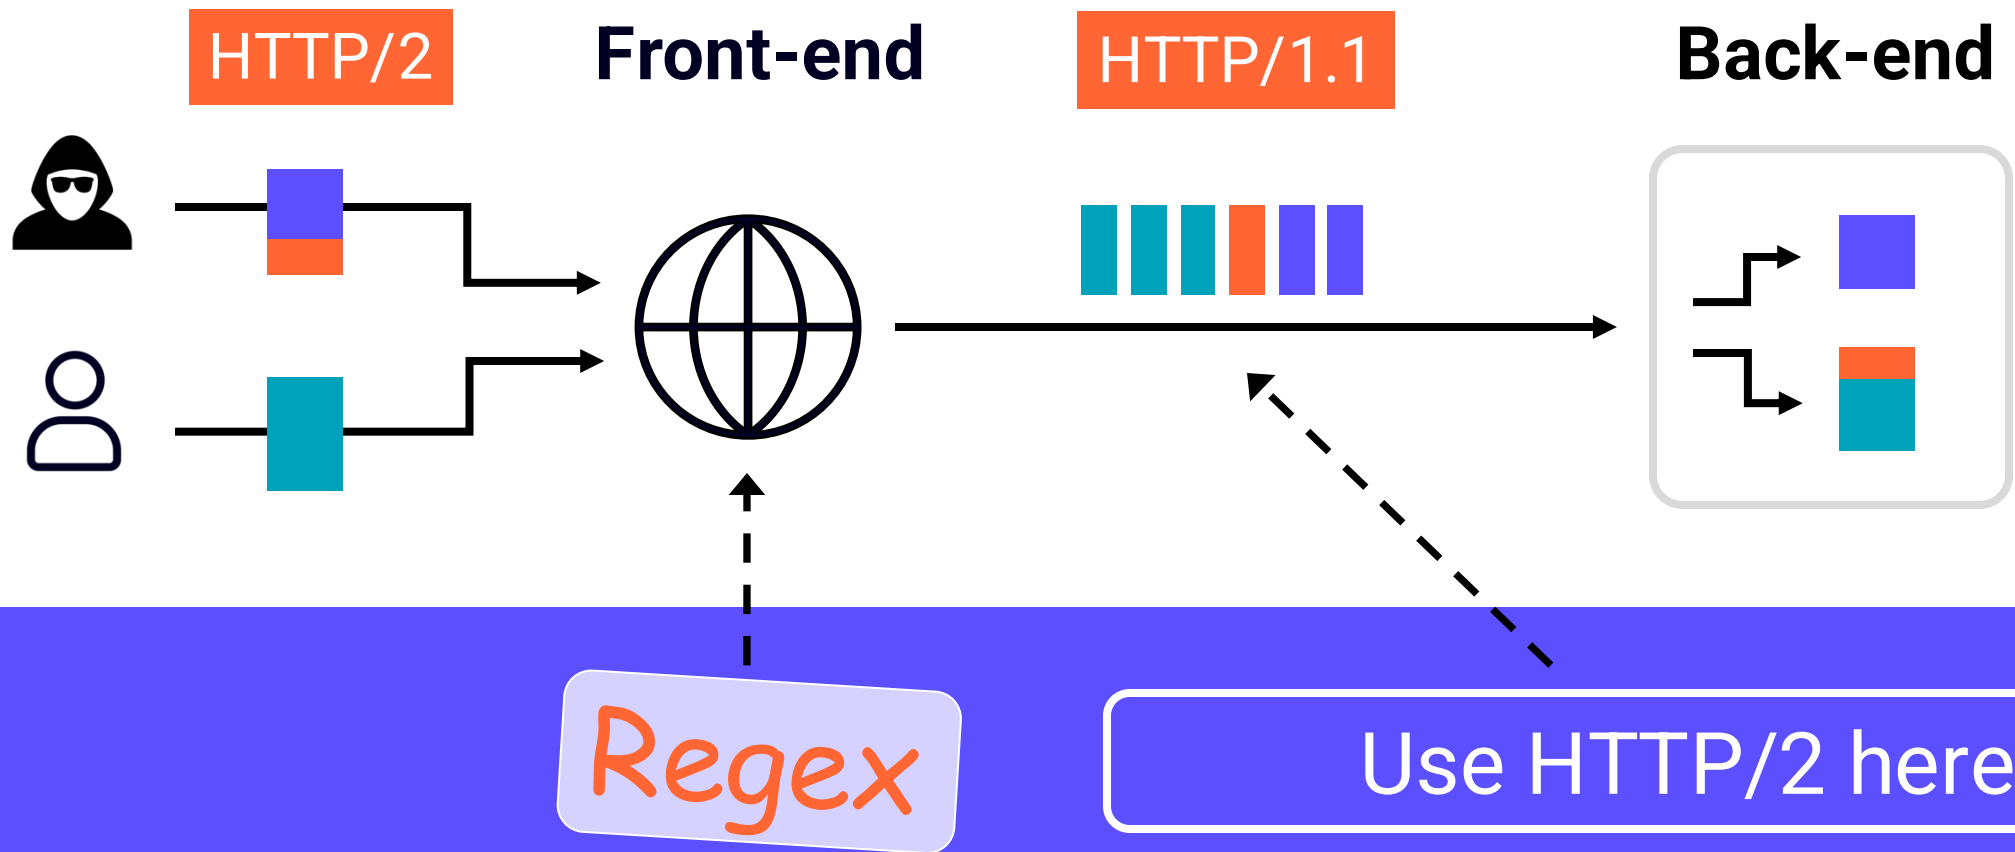 HTTP/2
Front-end
HTTP/1.1
Back-end
Regex
Use HTTP/2 here